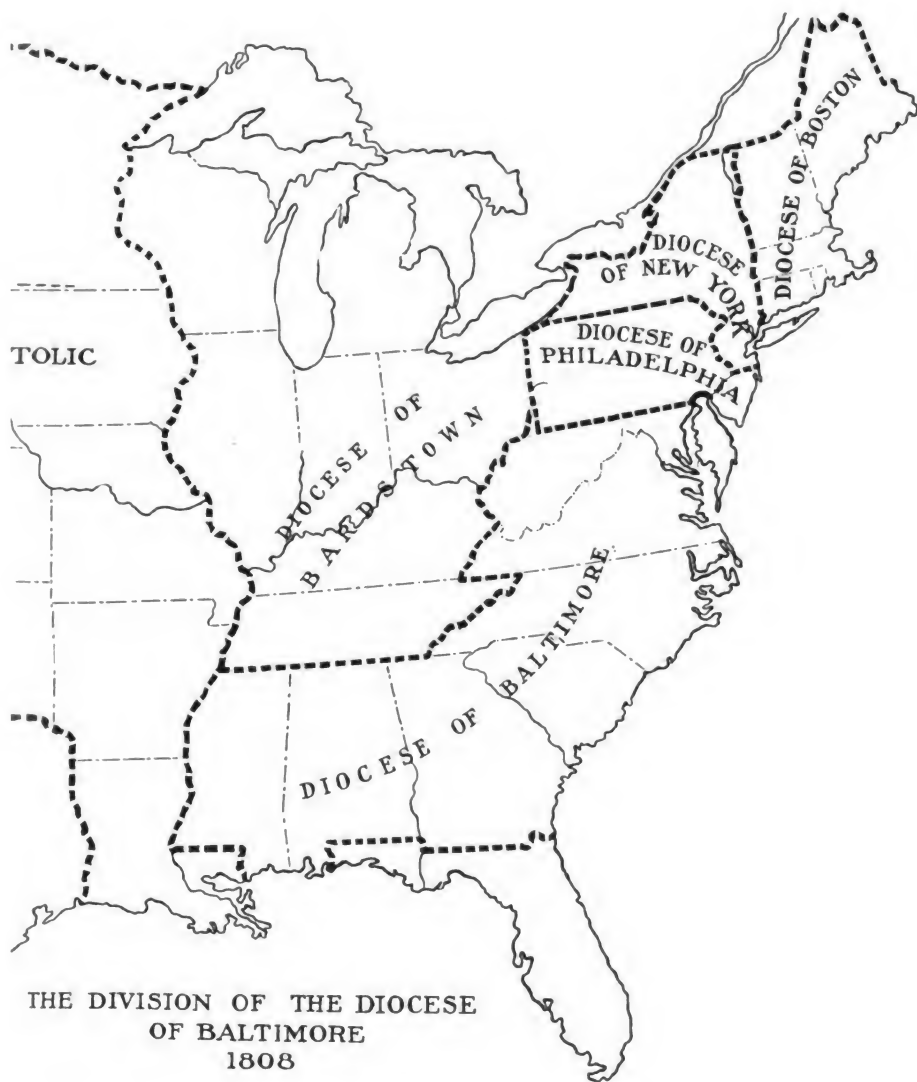 DIOCESE OF BOSTON
DIOCESE
OF NEW YORK
TOLIC
DIOCESE OF
PHILADELPHIA
DIOCESE OF
BARDSTOWN
DIOCESE OF BALTIMORE
THE DIVISION OF THE DIOCESE
OF BALTIMORE
1808